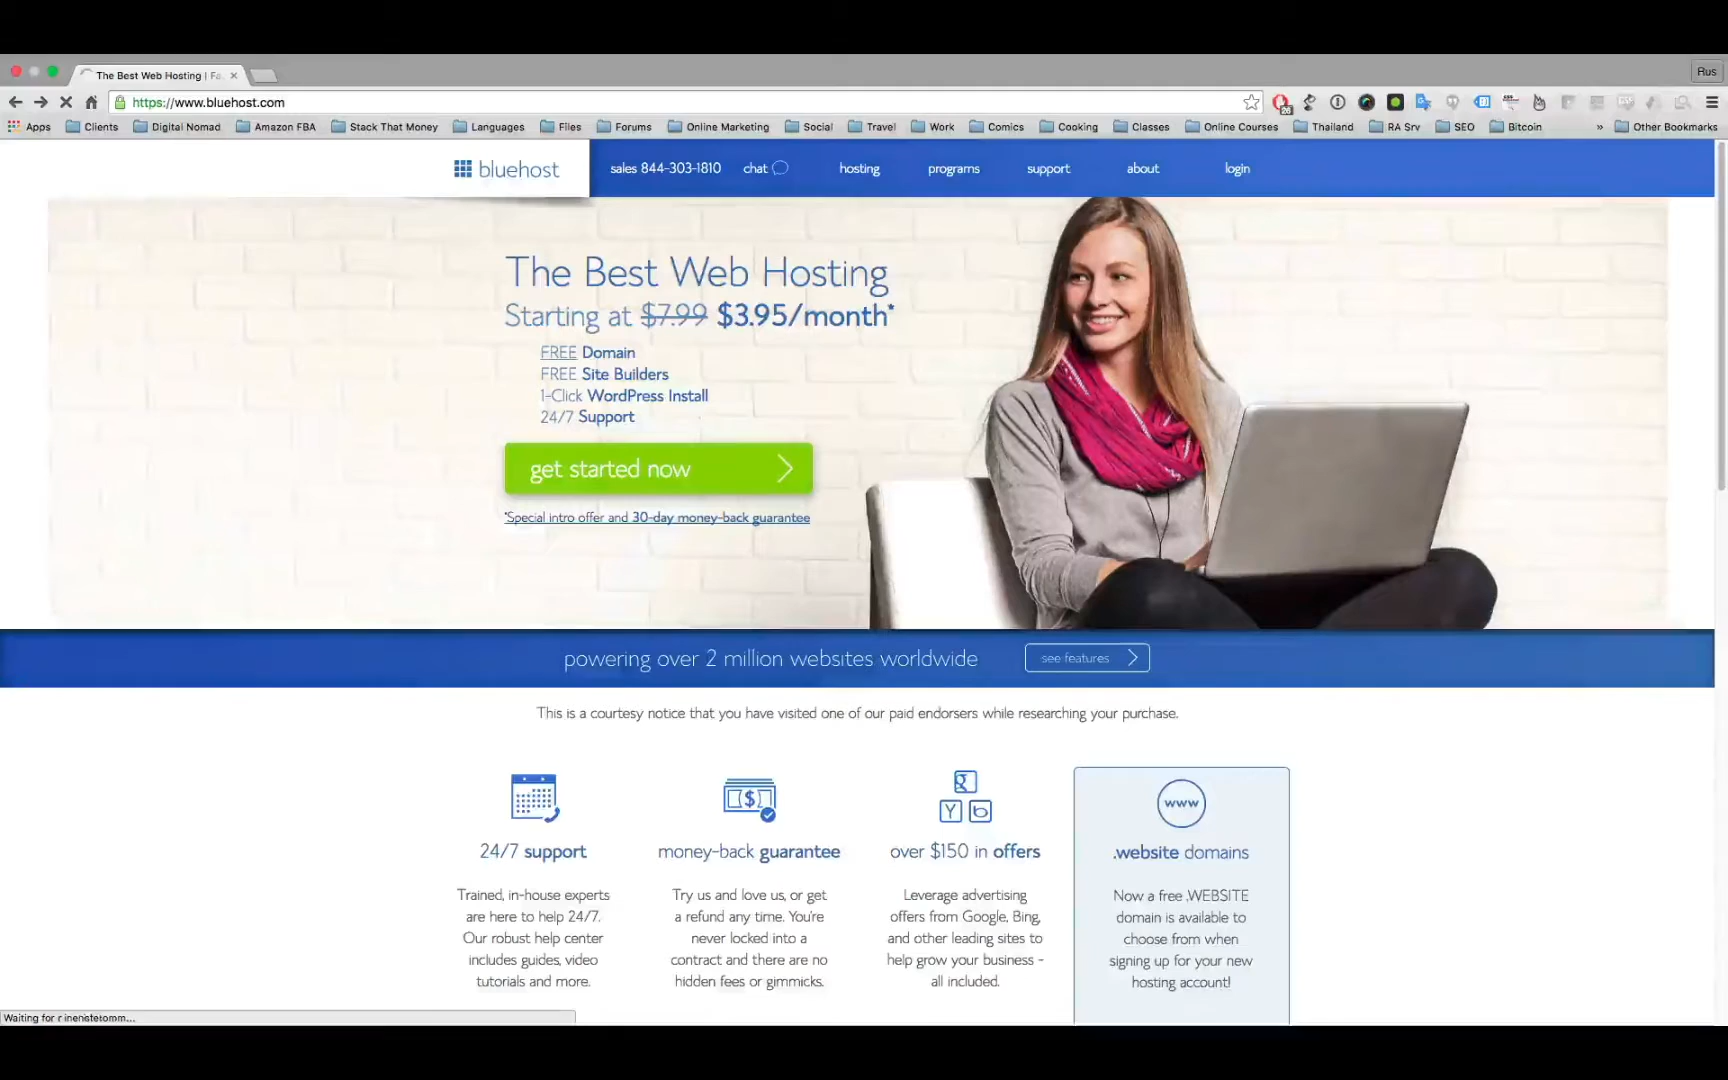 The Best Web Hosting | Fa
Rus
https://www.bluehost.com
Apps Clients Digital Nomad Amazon FBA Stack That Money Languages Files Forums Online Marketing Social Travel Work Comics Cooking Classes Online Courses Thailand RA Srv SEO Bitcoin » Other Bookmarks
bluehost sales 844-303-1810 chat hosting programs support about login
The Best Web Hosting
Starting at $7.99 $3.95/month*
FREE Domain
FREE Site Builders
1-Click WordPress Install
24/7 Support
get started now
*Special intro offer and 30-day money-back guarantee
powering over 2 million websites worldwide see features
This is a courtesy notice that you have visited one of our paid endorsers while researching your purchase.
24/7 support
Trained, in-house experts
are here to help 24/7.
Our robust help center
includes guides, video
tutorials and more.
money-back guarantee
Try us and love us, or get
a refund any time. You're
never locked into a
contract and there are no
hidden fees or gimmicks.
over $150 in offers
Leverage advertising
offers from Google, Bing,
and other leading sites to
help grow your business -
all included.
www
.website domains
Now a free .WEBSITE
domain is available to
choose from when
signing up for your new
hosting account!
Waiting for